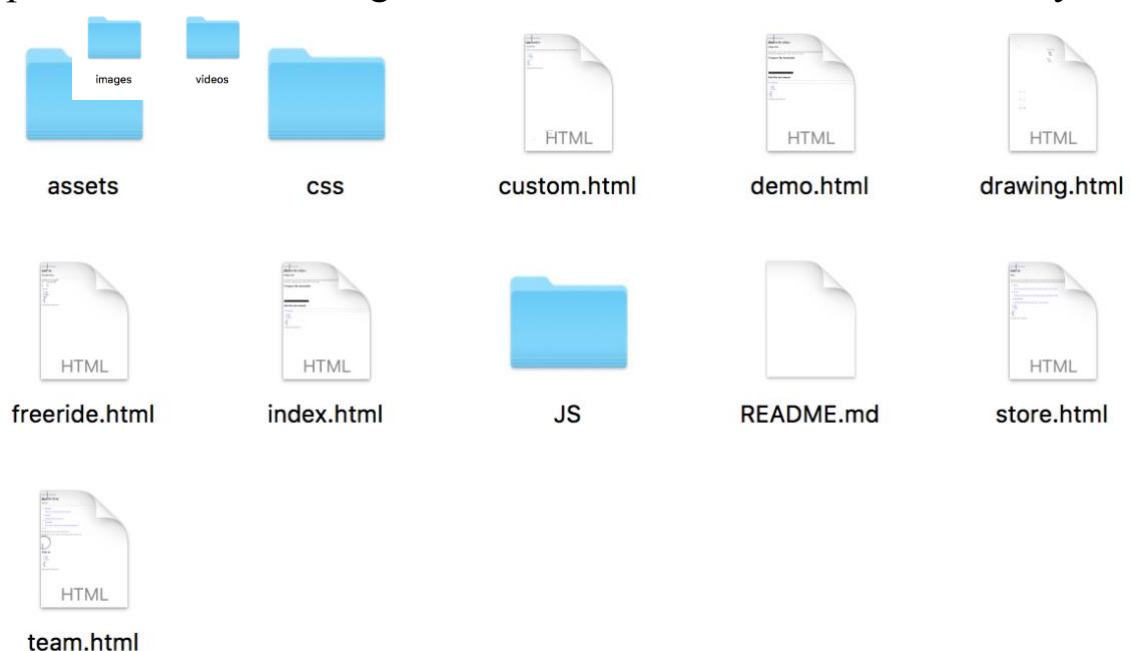 images videos
HTML HTML HTML
assets css custom.html demo.html drawing.html
HTML HTML HTML
freeride.html index.html JS README.md store.html
HTML
team.html